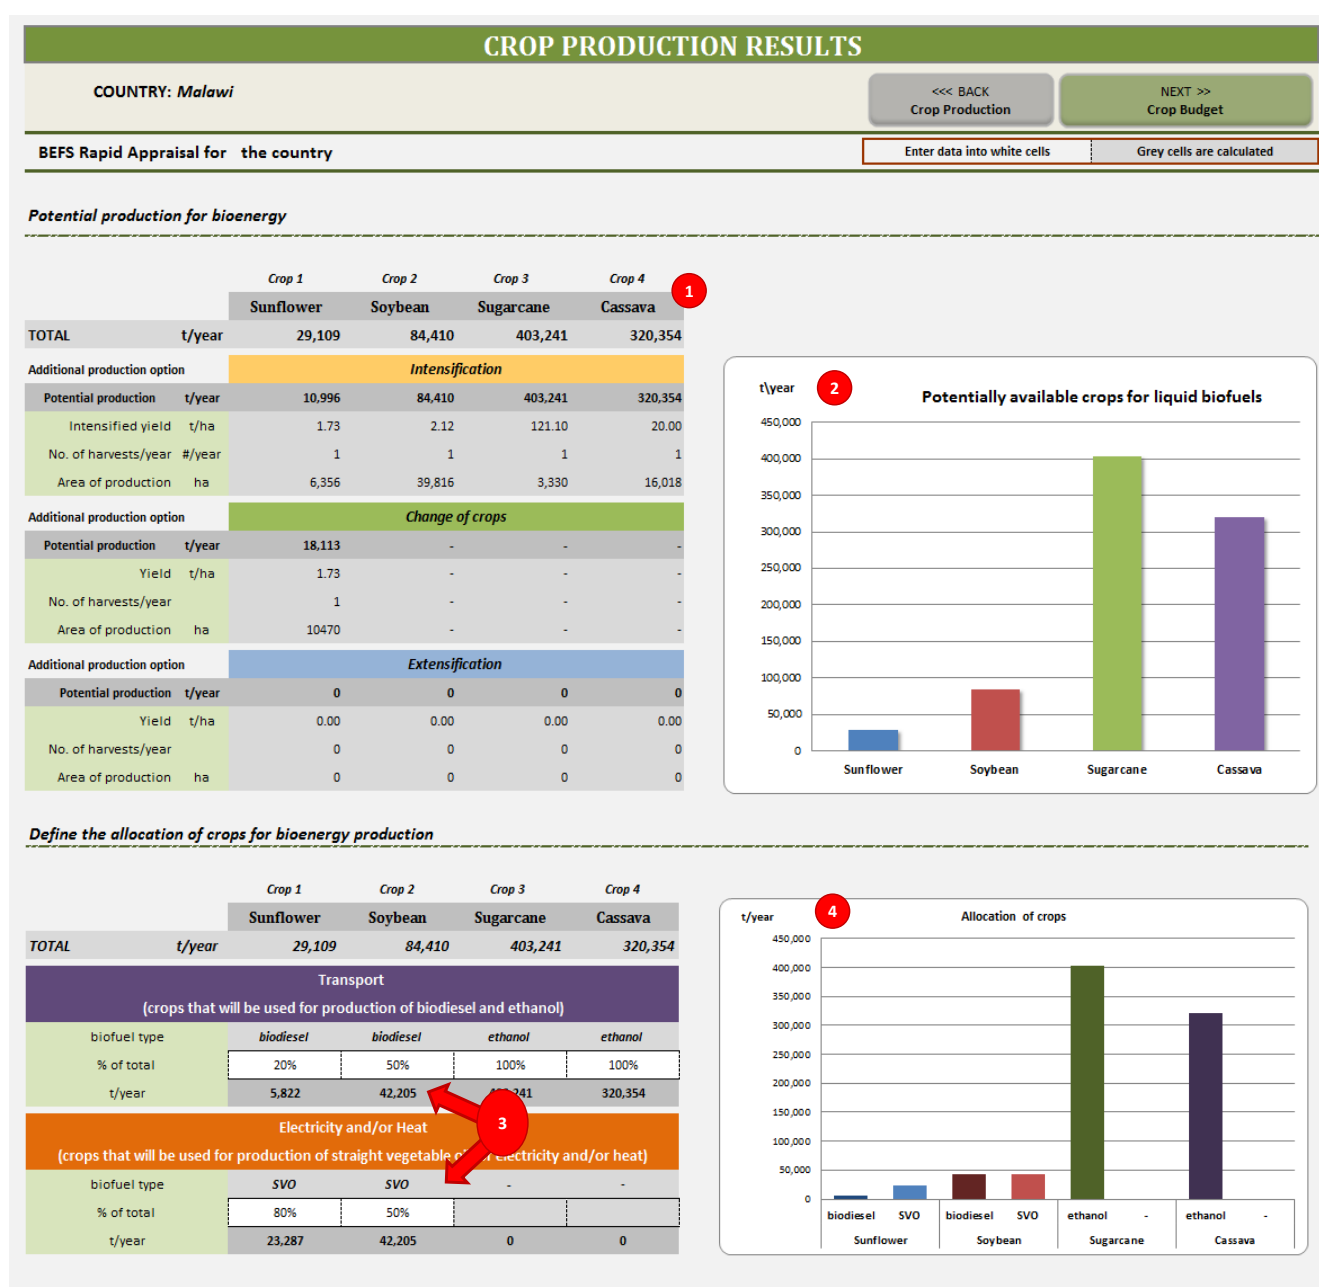 CROP PRODUCTION RESULTS
COUNTRY: Malawi
<<< BACK
Crop Production
NEXT >>
Crop Budget
BEFS Rapid Appraisal for the country
Enter data into white cells
Grey cells are calculated
Potential production for bioenergy
Crop 1 Crop 2 Crop 3 Crop 4
1
Sunflower Soybean Sugarcane Cassava
TOTAL t/year 29,109 84,410 403,241 320,354
Additional production option Intensification
Potential production t/year 10,996 84,410 403,241 320,354
Intensified yield t/ha 1.73 2.12 121.10 20.00
No. of harvests/year #/year 1 1 1 1
Area of production ha 6,356 39,816 3,330 16,018
Additional production option Change of crops
Potential production t/year 18,113 - - -
Yield t/ha 1.73 - - -
No. of harvests/year 1 - - -
Area of production ha 10470 - - -
Additional production option Extensification
Potential production t/year 0 0 0 0
Yield t/ha 0.00 0.00 0.00 0.00
No. of harvests/year 0 0 0 0
Area of production ha 0 0 0 0
t\year
2
Potentially available crops for liquid biofuels
450,000
400,000
350,000
300,000
250,000
200,000
150,000
100,000
50,000
0
Sunflower Soybean Sugarcane Cassava
Define the allocation of crops for bioenergy production
Crop 1 Crop 2 Crop 3 Crop 4
Sunflower Soybean Sugarcane Cassava
TOTAL t/year 29,109 84,410 403,241 320,354
Transport
(crops that will be used for production of biodiesel and ethanol)
biofuel type biodiesel biodiesel ethanol ethanol
% of total 20% 50% 100% 100%
t/year 5,822 42,205 241 320,354
3
Electricity and/or Heat
(crops that will be used for production of straight vegetable electricity and/or heat)
biofuel type SVO SVO - -
% of total 80% 50%
t/year 23,287 42,205 0 0
t/year
4
Allocation of crops
450,000
400,000
350,000
300,000
250,000
200,000
150,000
100,000
50,000
0
biodiesel SVO biodiesel SVO ethanol - ethanol -
Sunflower Soybean Sugarcane Cassava